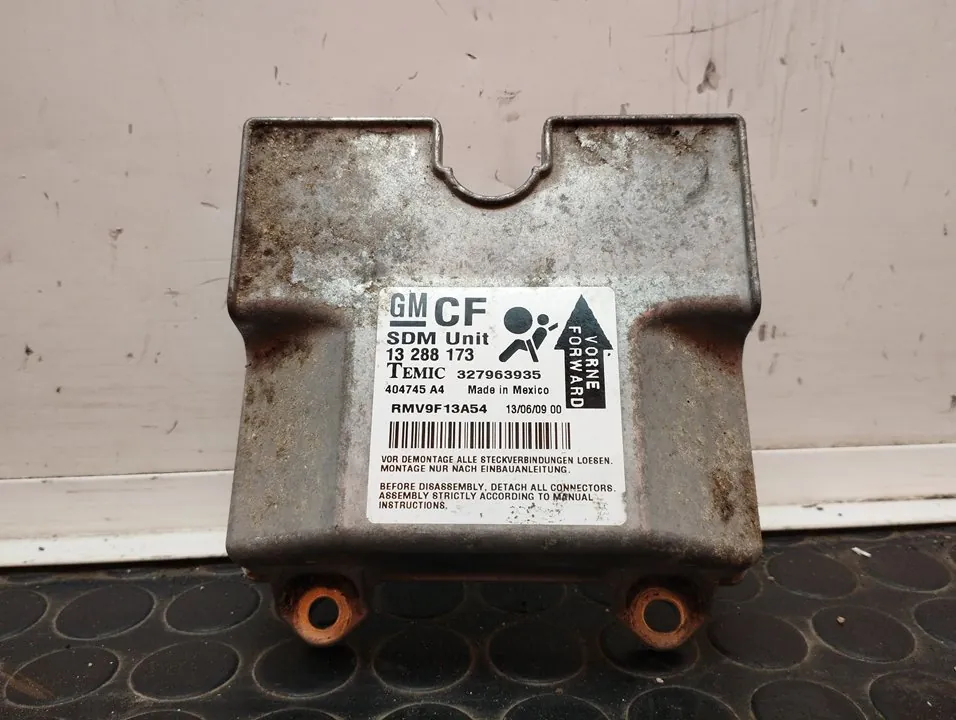 GM CF
SDM Unit
13 288 173
TEMIC 327963935
404745 A4 Made in Mexico
RMV9F13A54 13/06/09 00
VORNE
FORWARD
VOR DEMONTAGE ALLE STECKVERBINDUNGEN LOESEN.
MONTAGE NUR NACH EINBAUANLEITUNG.
BEFORE DISASSEMBLY, DETACH ALL CONNECTORS.
ASSEMBLY STRICTLY ACCORDING TO MANUAL
INSTRUCTIONS.